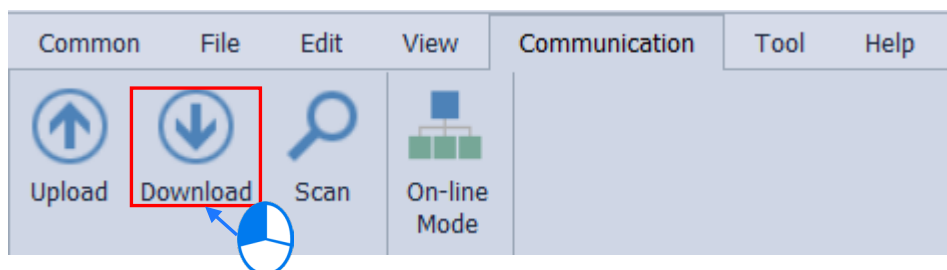 Common File Edit View Communication Tool Help
Upload Download Scan On-line
Mode